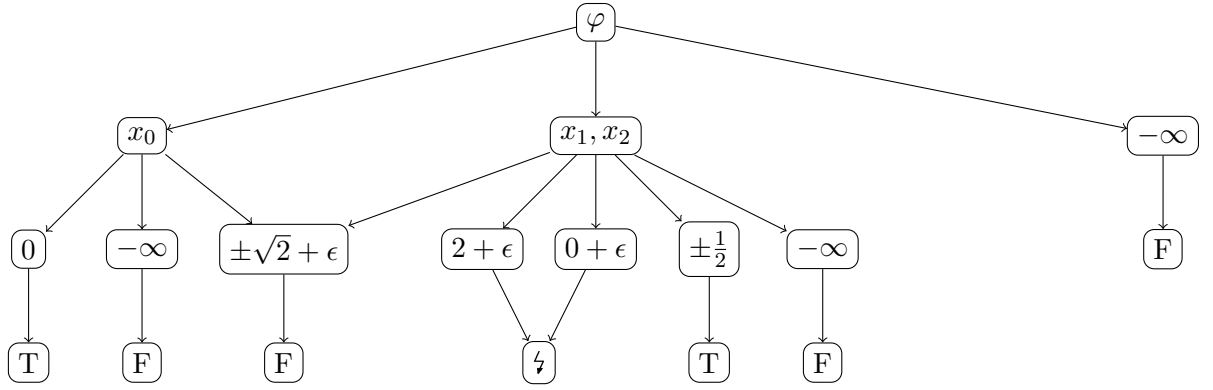 φ
x₀ x₁, x₂ −∞
0 −∞ ±√2 + ϵ 2 + ϵ 0 + ϵ ±½ −∞ F
T F F ↯ T F